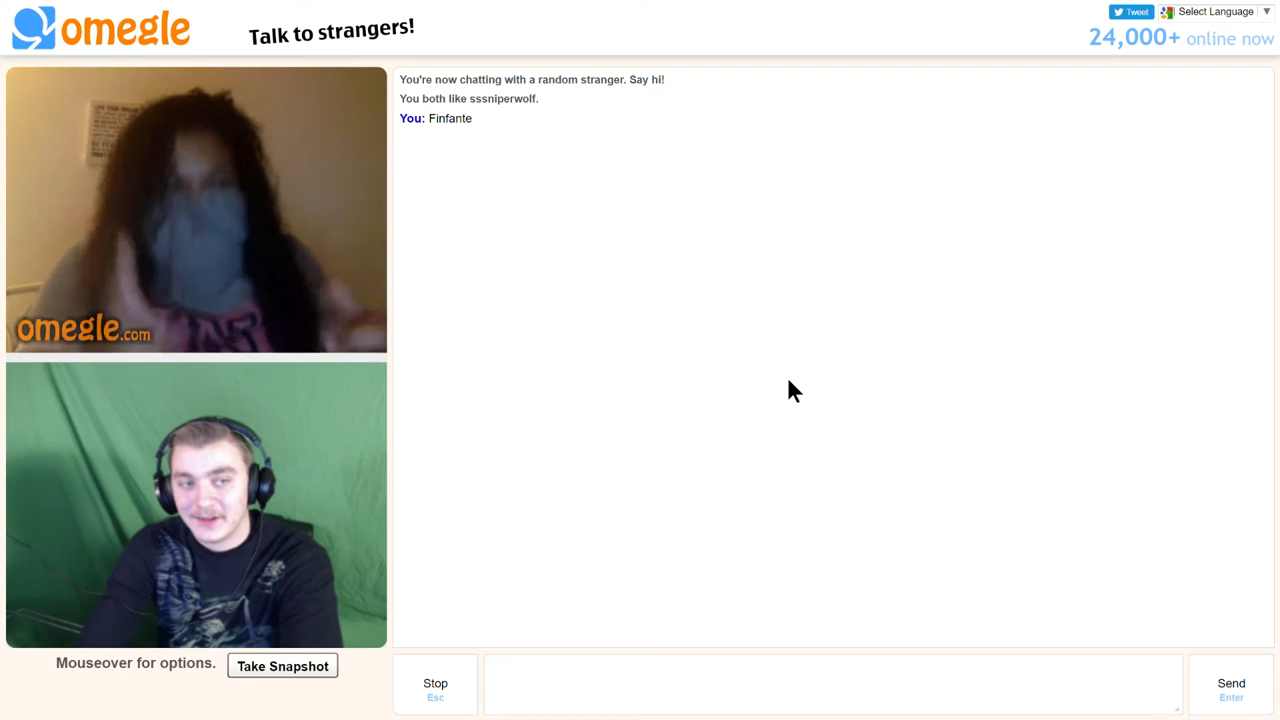 omegle
Talk to strangers!
Tweet
Select Language ▼
24,000+ online now
omegle.com
You're now chatting with a random stranger. Say hi!
You both like sssniperwolf.
You: Finfante
Mouseover for options.
Take Snapshot
Stop
Esc
Send
Enter